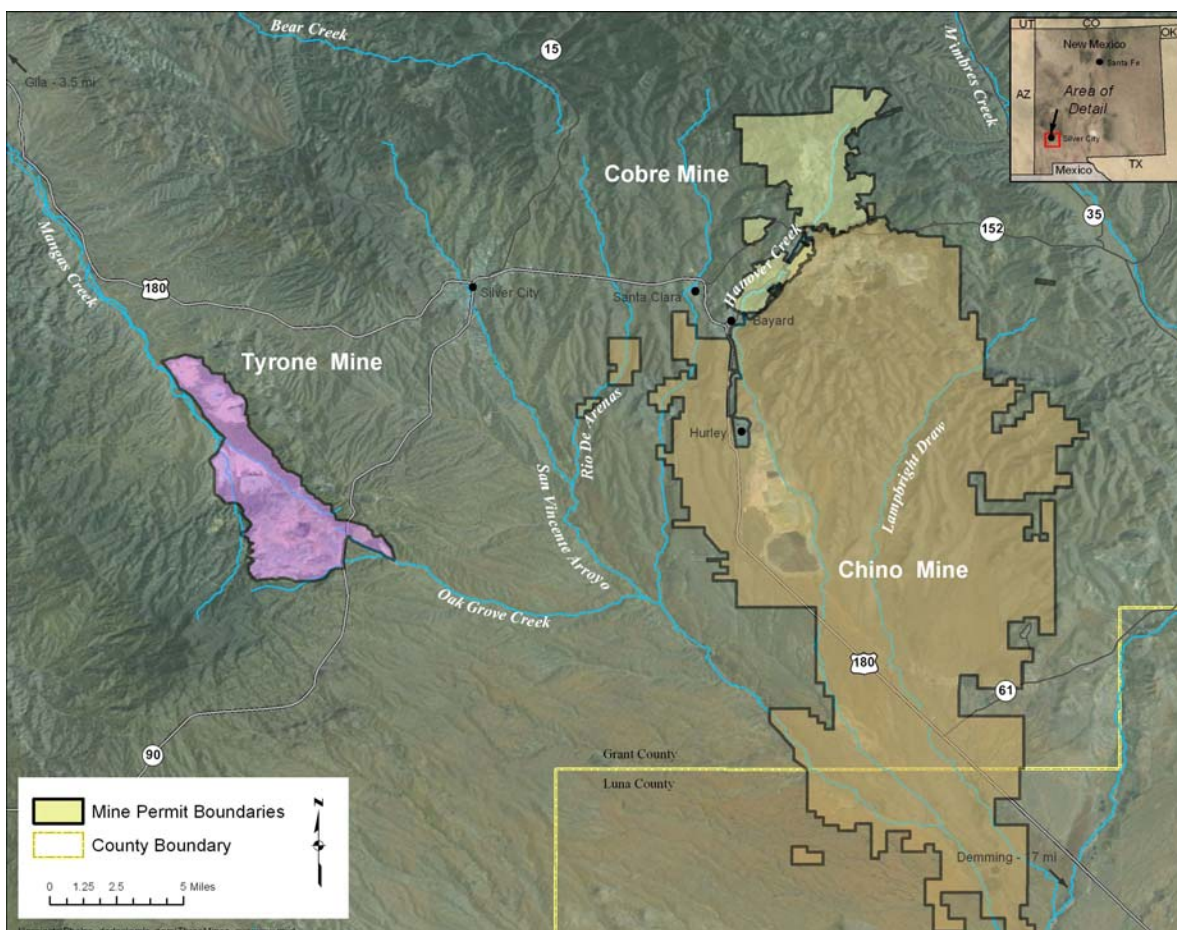 Bear Creek
15
Mimbres Creek
UT
CO
OK
New Mexico
Santa Fe
AZ
Area of
Detail
Silver City
TX
Mexico
Gila - 3.5 mi
Cobre Mine
35
152
Mangas Creek
180
Hanover Creek
Silver City
Santa Clara
Bayard
Tyrone Mine
Rio De Arenas
Hurley
Lampbright Draw
San Vincente Arroyo
Chino Mine
Oak Grove Creek
180
61
90
Grant County
Luna County
Mine Permit Boundaries
County Boundary
N
0 1.25 2.5 5 Miles
Demming - 17 mi